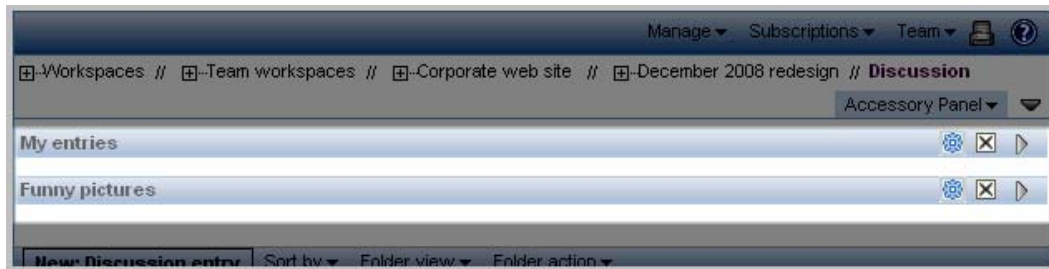 Manage Subscriptions Team
Workspaces // Team workspaces // Corporate web site // December 2008 redesign // Discussion
Accessory Panel
My entries
Funny pictures
New: Discussion entry Sort by Folder view Folder action